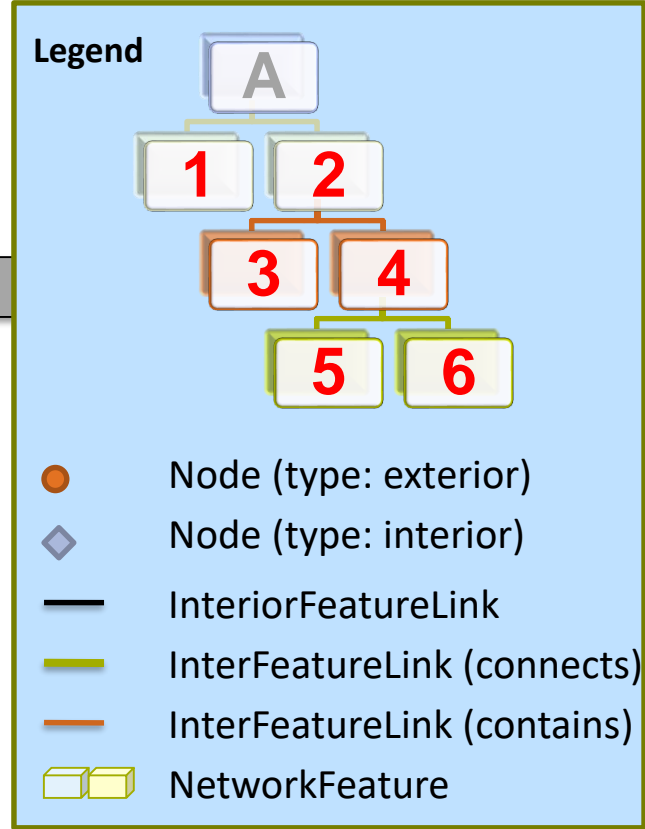 Legend
A
1 2
3 4
5 6
Node (type: exterior)
Node (type: interior)
InteriorFeatureLink
InterFeatureLink (connects)
InterFeatureLink (contains)
NetworkFeature